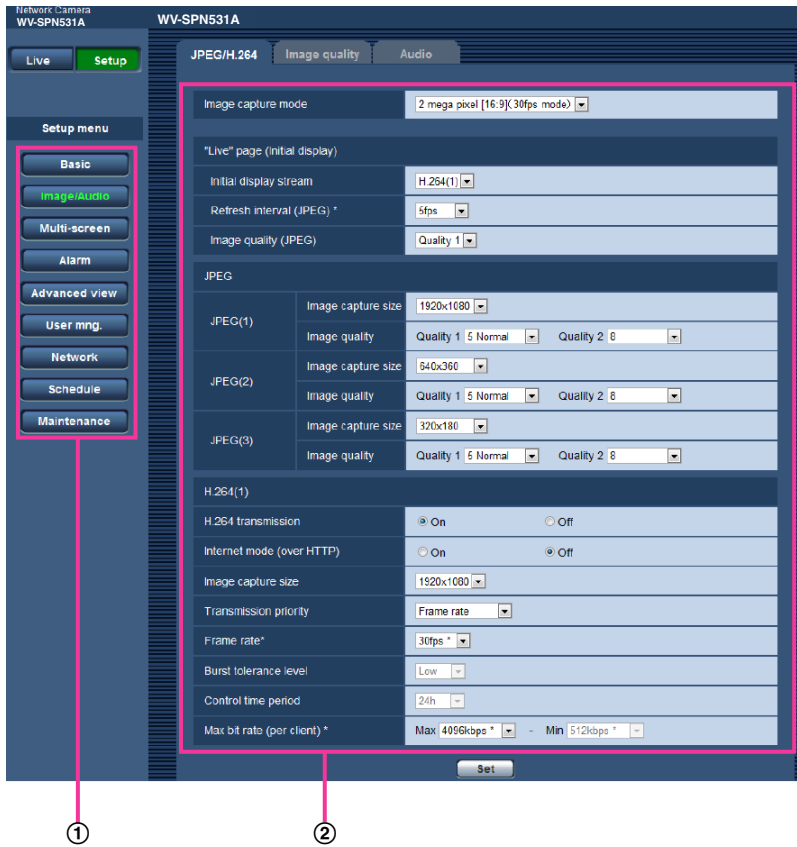 Network Camera
WV-SPN531A
WV-SPN531A
Live Setup
JPEG/H.264 Image quality Audio
Setup menu
Basic
Image/Audio
Multi-screen
Alarm
Advanced view
User mng.
Network
Schedule
Maintenance
Image capture mode 2 mega pixel [16:9](30fps mode)
"Live" page (Initial display)
Initial display stream H.264(1)
Refresh interval (JPEG) * 5fps
Image quality (JPEG) Quality 1
JPEG
JPEG(1)
Image capture size 1920x1080
Image quality Quality 1 5 Normal Quality 2 8
JPEG(2)
Image capture size 640x360
Image quality Quality 1 5 Normal Quality 2 8
JPEG(3)
Image capture size 320x180
Image quality Quality 1 5 Normal Quality 2 8
H.264(1)
H.264 transmission On Off
Internet mode (over HTTP) On Off
Image capture size 1920x1080
Transmission priority Frame rate
Frame rate* 30fps *
Burst tolerance level Low
Control time period 24h
Max bit rate (per client) * Max 4096kbps * - Min 512kbps *
Set
① ②